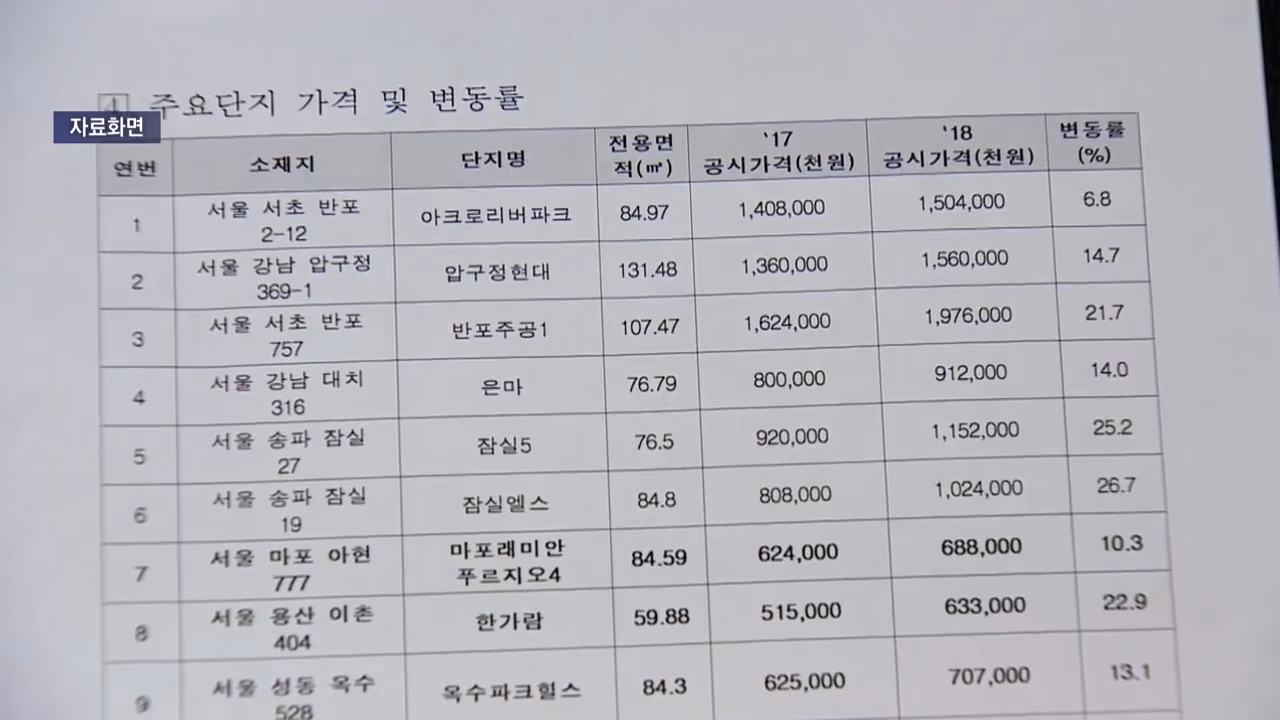 4 주요단지 가격 및 변동률
자료화면
연번 소재지 단지명 전용면적(㎡) '17 공시가격(천원) '18 공시가격(천원) 변동률(%)
1 서울 서초 반포 2-12 아크로리버파크 84.97 1,408,000 1,504,000 6.8
2 서울 강남 압구정 369-1 압구정현대 131.48 1,360,000 1,560,000 14.7
3 서울 서초 반포 757 반포주공1 107.47 1,624,000 1,976,000 21.7
4 서울 강남 대치 316 은마 76.79 800,000 912,000 14.0
5 서울 송파 잠실 27 잠실5 76.5 920,000 1,152,000 25.2
6 서울 송파 잠실 19 잠실엘스 84.8 808,000 1,024,000 26.7
7 서울 마포 아현 777 마포래미안푸르지오4 84.59 624,000 688,000 10.3
8 서울 용산 이촌 404 한가람 59.88 515,000 633,000 22.9
9 서울 성동 옥수 528 옥수파크힐스 84.3 625,000 707,000 13.1